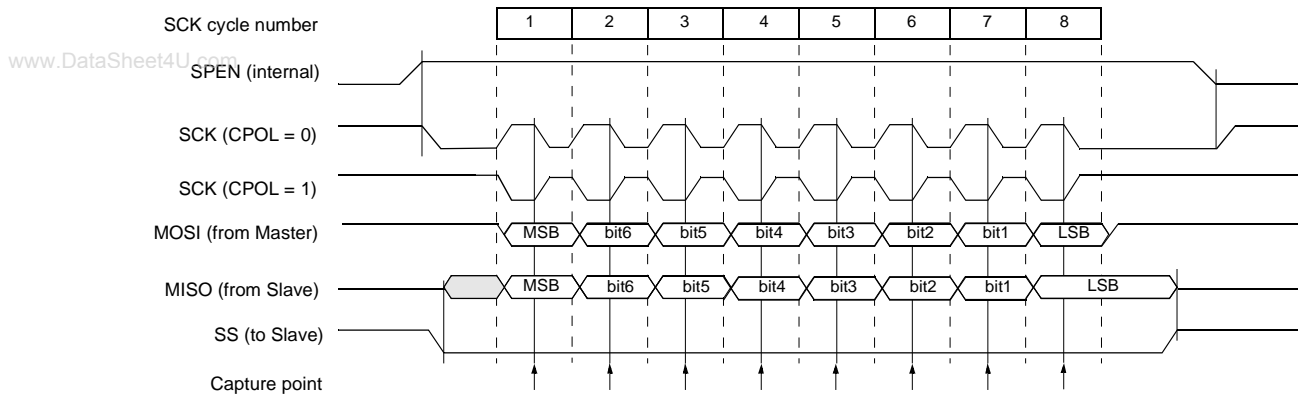 SCK cycle number 1 2 3 4 5 6 7 8
www.DataSheet4U.com
SPEN (internal)
SCK (CPOL = 0)
SCK (CPOL = 1)
MOSI (from Master) MSB bit6 bit5 bit4 bit3 bit2 bit1 LSB
MISO (from Slave) MSB bit6 bit5 bit4 bit3 bit2 bit1 LSB
SS (to Slave)
Capture point